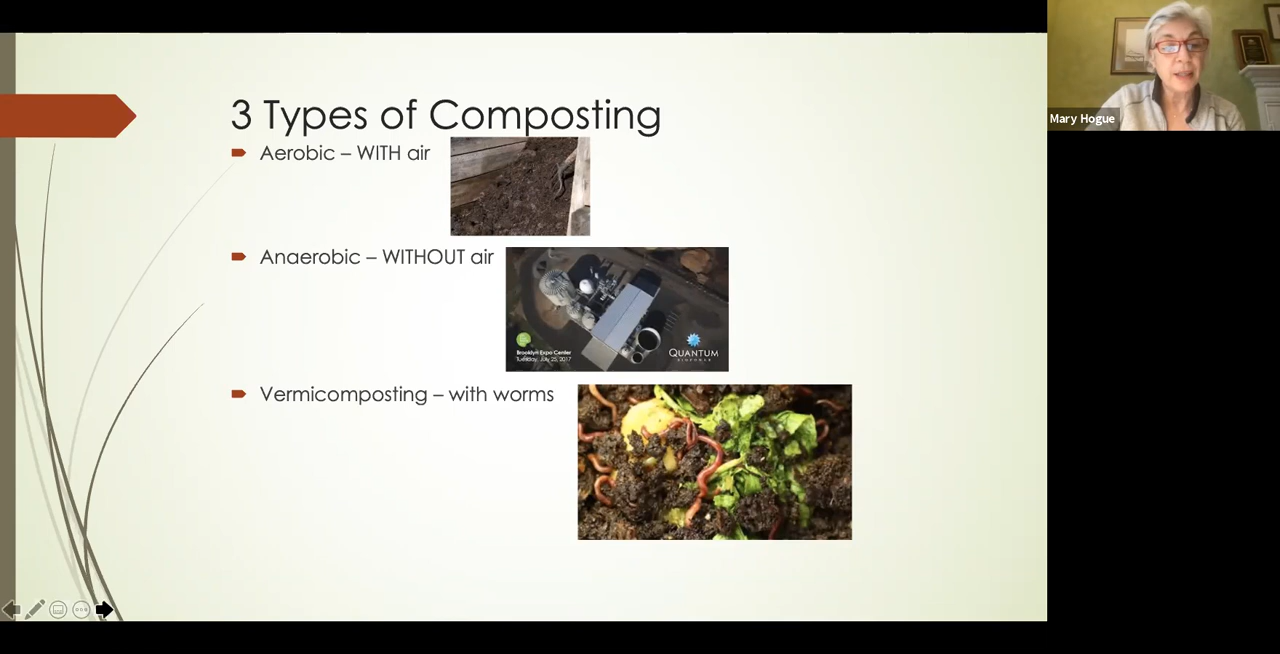 3 Types of Composting
Aerobic – WITH air
Anaerobic – WITHOUT air
Brooklyn Expo Center
Tuesday, July 25, 2017
QUANTUM
BIOPOWER
Vermicomposting – with worms
Mary Hogue